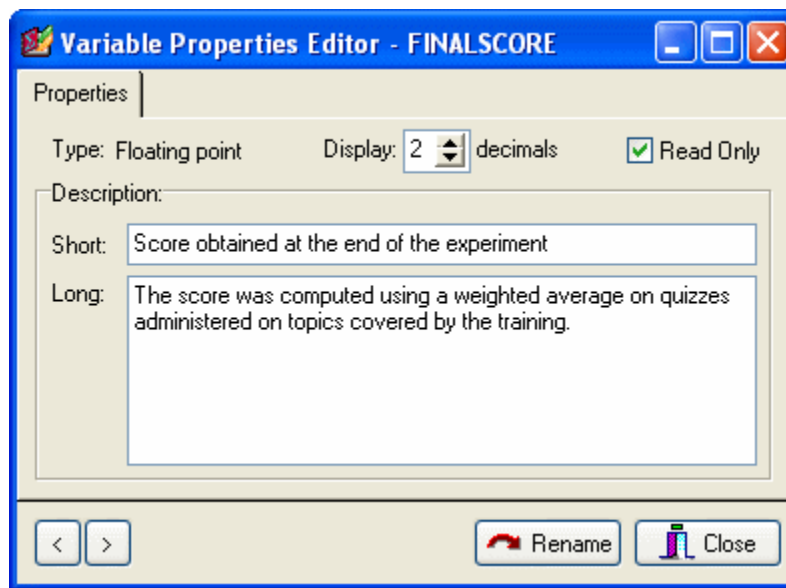 Variable Properties Editor - FINALSCORE
Properties
Type: Floating point Display: 2 decimals Read Only
Description:
Short: Score obtained at the end of the experiment
Long: The score was computed using a weighted average on quizzes
administered on topics covered by the training.
< > Rename Close